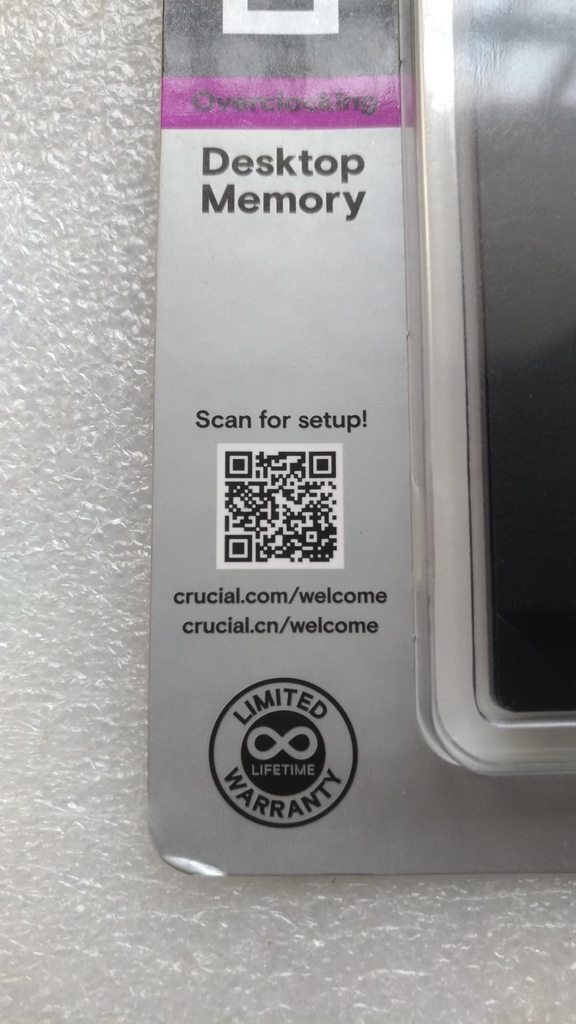 Overclocking
Desktop
Memory
Scan for setup!
crucial.com/welcome
crucial.cn/welcome
LIMITED
LIFETIME
WARRANTY